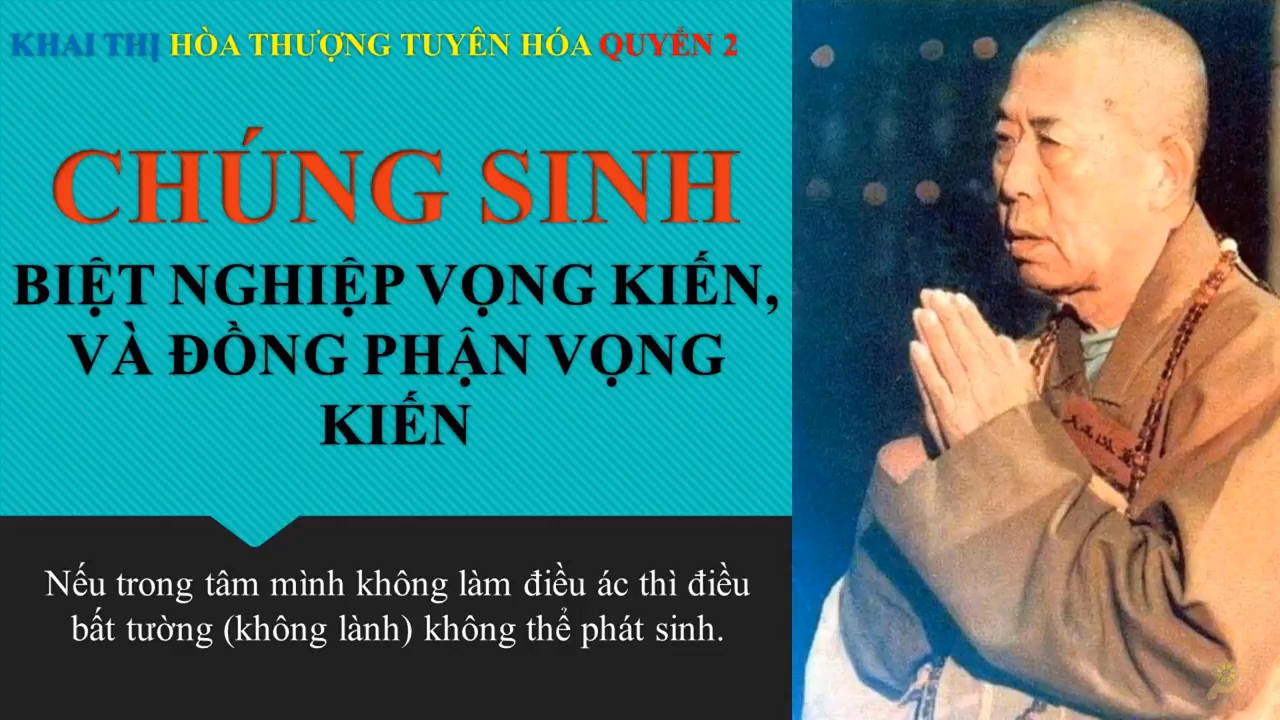 KHAI THỊ HÒA THƯỢNG TUYÊN HÓA QUYỂN 2
CHÚNG SINH
BIỆT NGHIỆP VỌNG KIẾN,
VÀ ĐỒNG PHẬN VỌNG
KIẾN
Nếu trong tâm mình không làm điều ác thì điều
bất tường (không lành) không thể phát sinh.